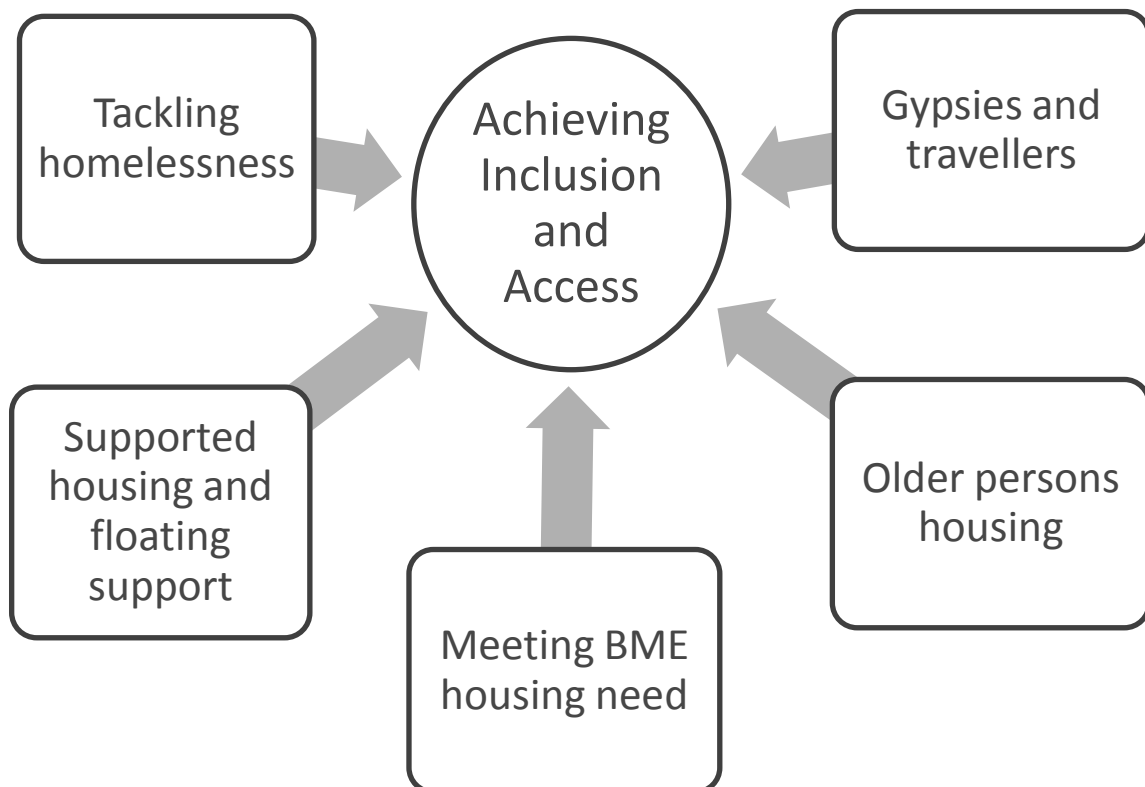 Tackling
homelessness
Achieving
Inclusion
and
Access
Gypsies and
travellers
Supported
housing and
floating
support
Meeting BME
housing need
Older persons
housing